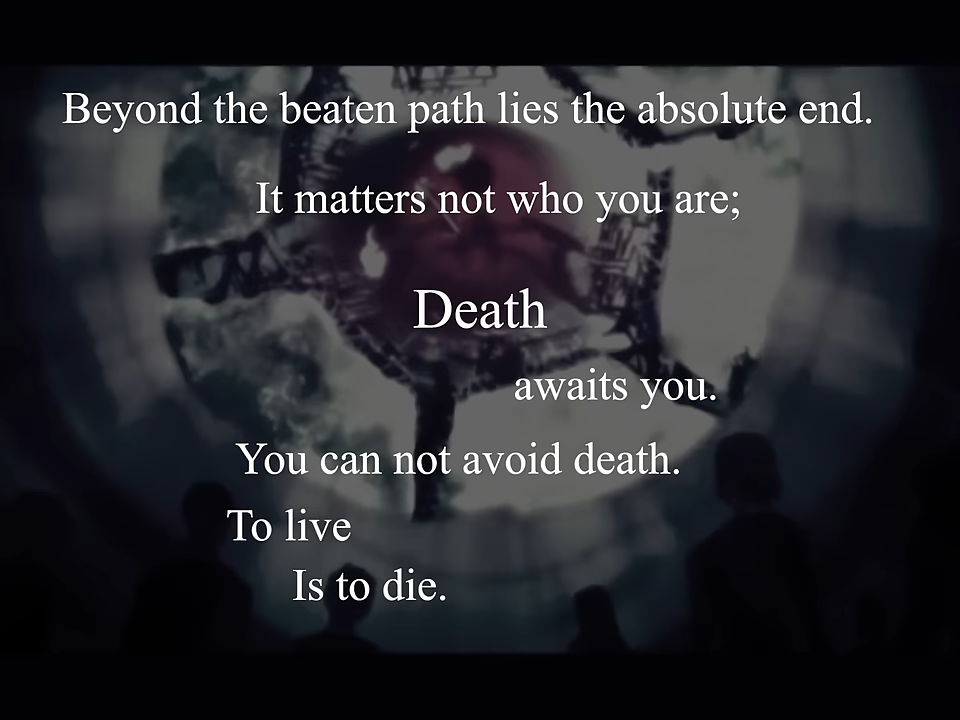 Beyond the beaten path lies the absolute end.
It matters not who you are;
Death
awaits you.
You can not avoid death.
To live
Is to die.